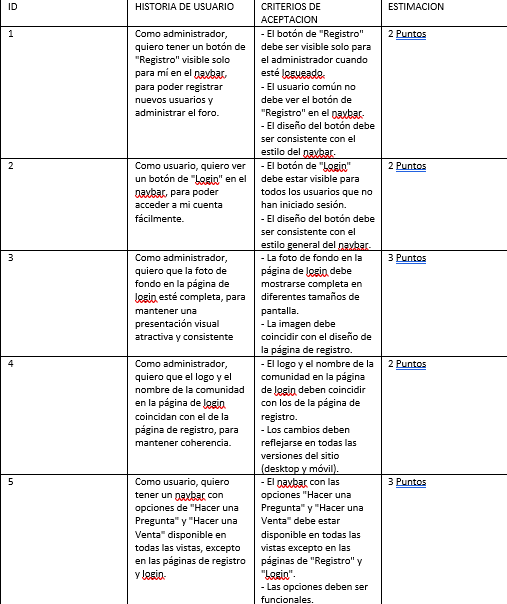 ID
HISTORIA DE USUARIO
CRITERIOS DE
ACEPTACION
ESTIMACION
1
Como administrador,
quiero tener un botón de
"Registro" visible solo
para mí en el navbar,
para poder registrar
nuevos usuarios y
administrar el foro.
- El botón de "Registro"
debe ser visible solo para
el administrador cuando
esté logueado.
- El usuario común no
debe ver el botón de
"Registro" en el navbar.
- El diseño del botón debe
ser consistente con el
estilo del navbar.
2 Puntos
2
Como usuario, quiero ver
un botón de "Login" en el
navbar, para poder
acceder a mi cuenta
fácilmente.
- El botón de "Login"
debe estar visible para
todos los usuarios que no
han iniciado sesión.
- El diseño del botón debe
ser consistente con el
estilo general del navbar.
2 Puntos
3
Como administrador,
quiero que la foto de
fondo en la página de
login esté completa, para
mantener una
presentación visual
atractiva y consistente
- La foto de fondo en la
página de login debe
mostrarse completa en
diferentes tamaños de
pantalla.
- La imagen debe
coincidir con el diseño de
la página de registro.
3 Puntos
4
Como administrador,
quiero que el logo y el
nombre de la comunidad
en la página de login
coincidan con el de la
página de registro, para
mantener coherencia.
- El logo y el nombre de la
comunidad en la página
de login deben coincidir
con los de la página de
registro.
- Los cambios deben
reflejarse en todas las
versiones del sitio
(desktop y móvil).
2 Puntos
5
Como usuario, quiero
tener un navbar con
opciones de "Hacer una
Pregunta" y "Hacer una
Venta" disponible en
todas las vistas, excepto
en las páginas de registro
y login.
- El navbar con las
opciones "Hacer una
Pregunta" y "Hacer una
Venta" debe estar
disponible en todas las
vistas excepto en las
páginas de "Registro" y
"Login".
- Las opciones deben ser
funcionales.
3 Puntos